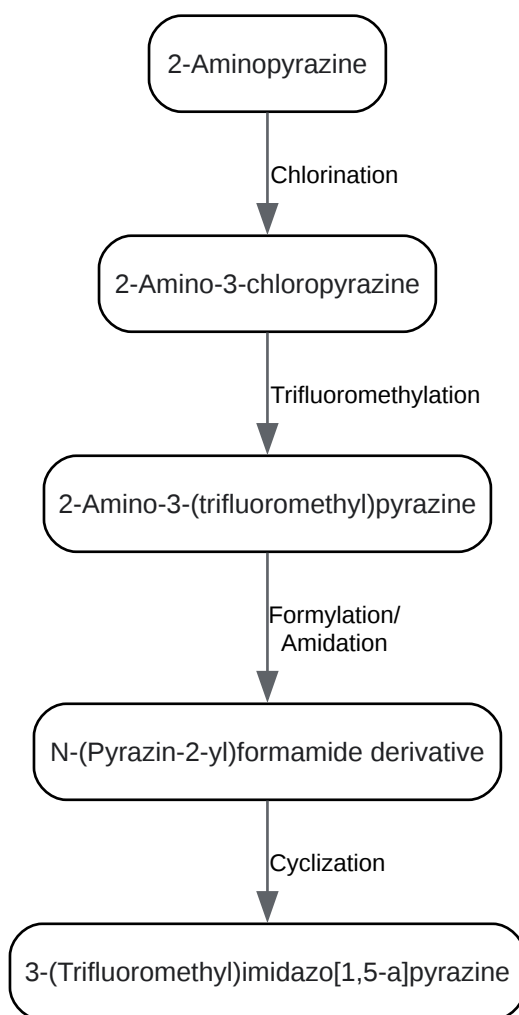 2-Aminopyrazine
Chlorination
2-Amino-3-chloropyrazine
Trifluoromethylation
2-Amino-3-(trifluoromethyl)pyrazine
Formylation/
Amidation
N-(Pyrazin-2-yl)formamide derivative
Cyclization
3-(Trifluoromethyl)imidazo[1,5-a]pyrazine